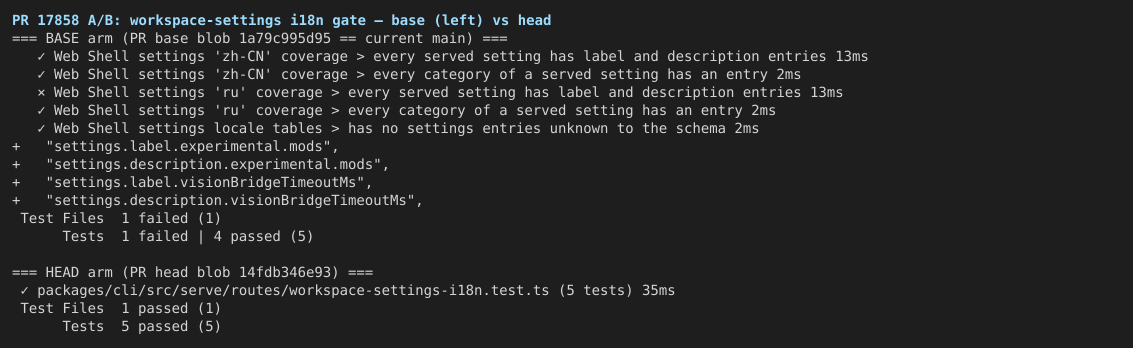 PR 17858 A/B: workspace-settings i18n gate — base (left) vs head
=== BASE arm (PR base blob 1a79c995d95 == current main) ===
✓ Web Shell settings 'zh-CN' coverage > every served setting has label and description entries 13ms
✓ Web Shell settings 'zh-CN' coverage > every category of a served setting has an entry 2ms
× Web Shell settings 'ru' coverage > every served setting has label and description entries 13ms
✓ Web Shell settings 'ru' coverage > every category of a served setting has an entry 2ms
✓ Web Shell settings locale tables > has no settings entries unknown to the schema 2ms
+   "settings.label.experimental.mods",
+   "settings.description.experimental.mods",
+   "settings.label.visionBridgeTimeoutMs",
+   "settings.description.visionBridgeTimeoutMs",
Test Files  1 failed (1)
Tests  1 failed | 4 passed (5)
=== HEAD arm (PR head blob 14fdb346e93) ===
✓ packages/cli/src/serve/routes/workspace-settings-i18n.test.ts (5 tests) 35ms
Test Files  1 passed (1)
Tests  5 passed (5)